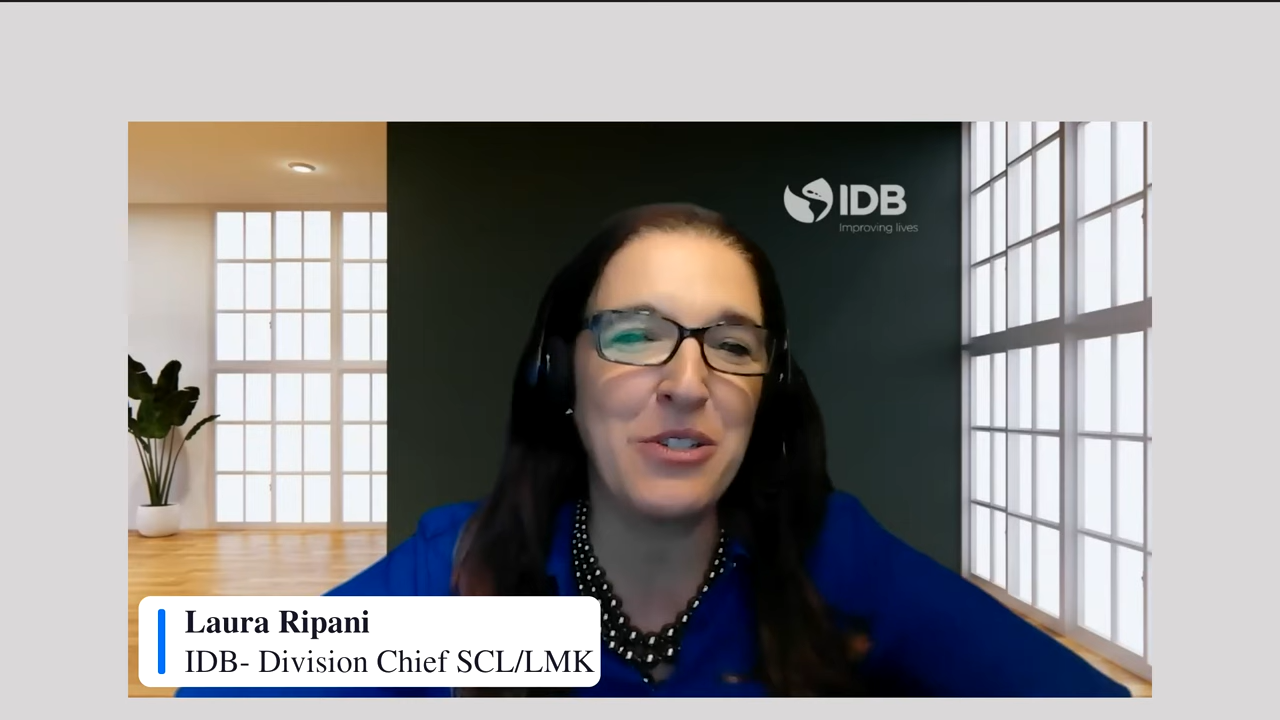 IDB
Improving lives
Laura Ripani
IDB- Division Chief SCL/LMK